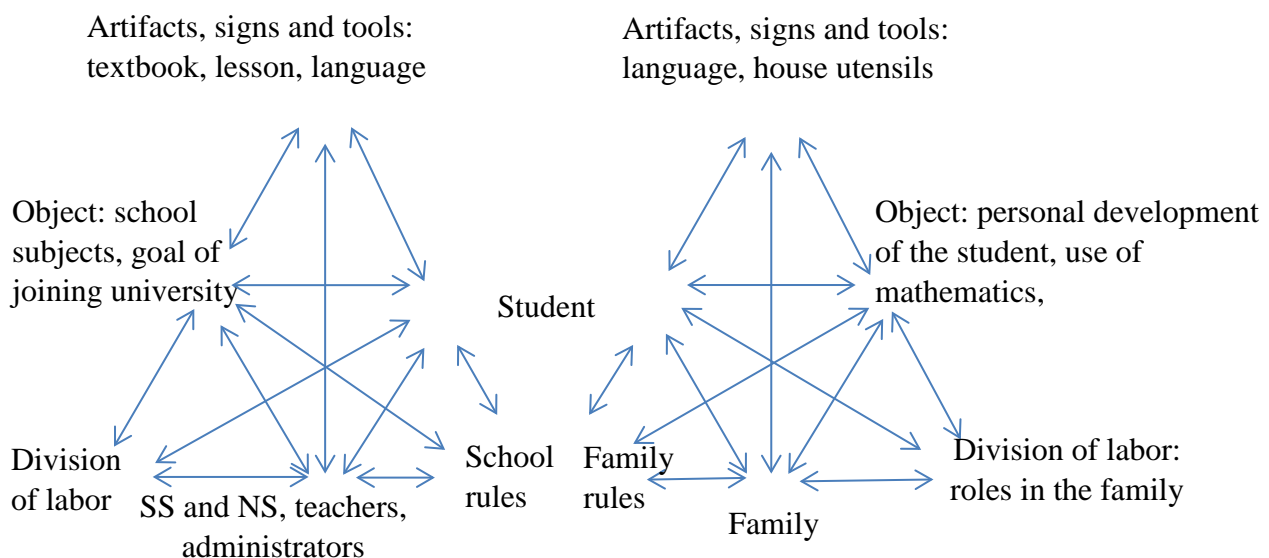 Artifacts, signs and tools:
textbook, lesson, language
Artifacts, signs and tools:
language, house utensils
Object: school
subjects, goal of
joining university
Student
Object: personal development
of the student, use of
mathematics,
Division
of labor
SS and NS, teachers,
administrators
School
rules
Family
rules
Family
Division of labor:
roles in the family